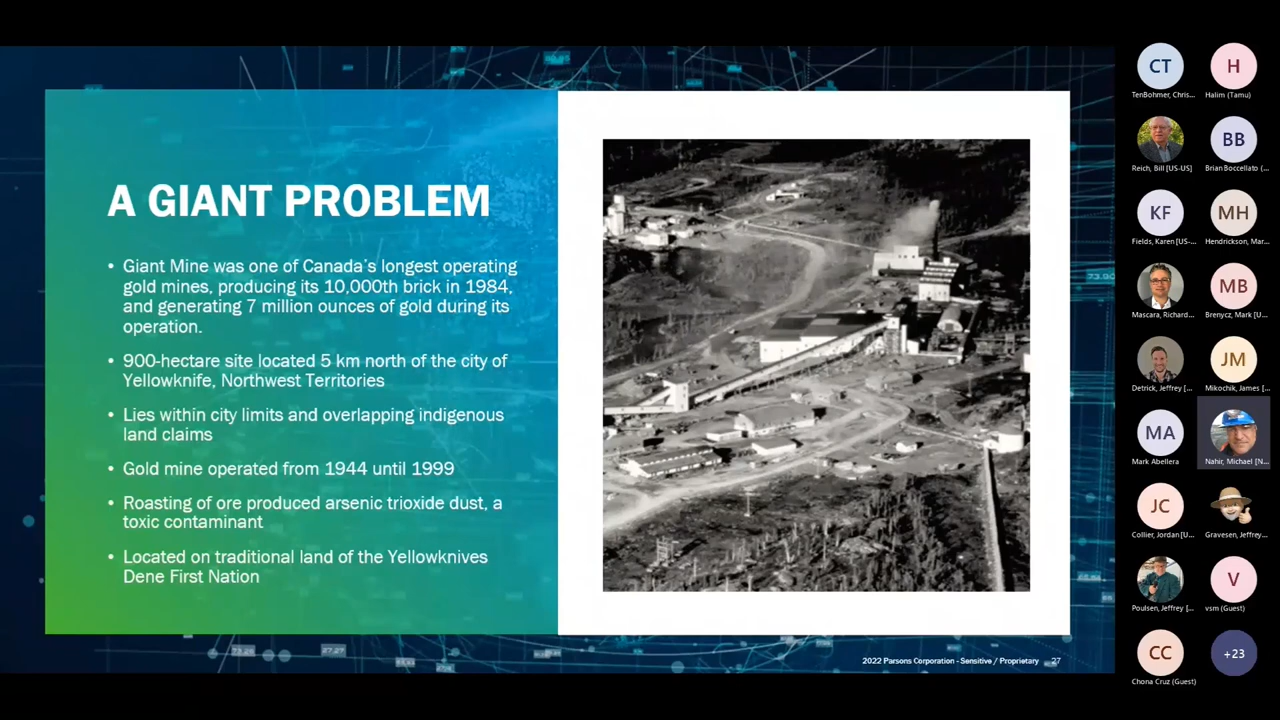 A GIANT PROBLEM
• Giant Mine was one of Canada's longest operating
gold mines, producing its 10,000th brick in 1984,
and generating 7 million ounces of gold during its
operation.
• 900-hectare site located 5 km north of the city of
Yellowknife, Northwest Territories
• Lies within city limits and overlapping indigenous
land claims
• Gold mine operated from 1944 until 1999
• Roasting of ore produced arsenic trioxide dust, a
toxic contaminant
• Located on traditional land of the Yellowknives
Dene First Nation
2022 Parsons Corporation - Sensitive / Proprietary 27
CT
TenBohmer, Chris...
H
Halim (Tamu)
Reich, Bill [US-US]
BB
Brian Boccellato (...
KF
Fields, Karen [US-...
MH
Hendrickson, Mar...
Mascara, Richard...
MB
Brenycz, Mark [U...
Detrick, Jeffrey [...
JM
Mikochik, James [...
MA
Mark Abellera
Nahir, Michael [N...
JC
Collier, Jordan [U...
Gravesen, Jeffrey...
Poulsen, Jeffrey [...
V
vsm (Guest)
CC
Chona Cruz (Guest)
+23